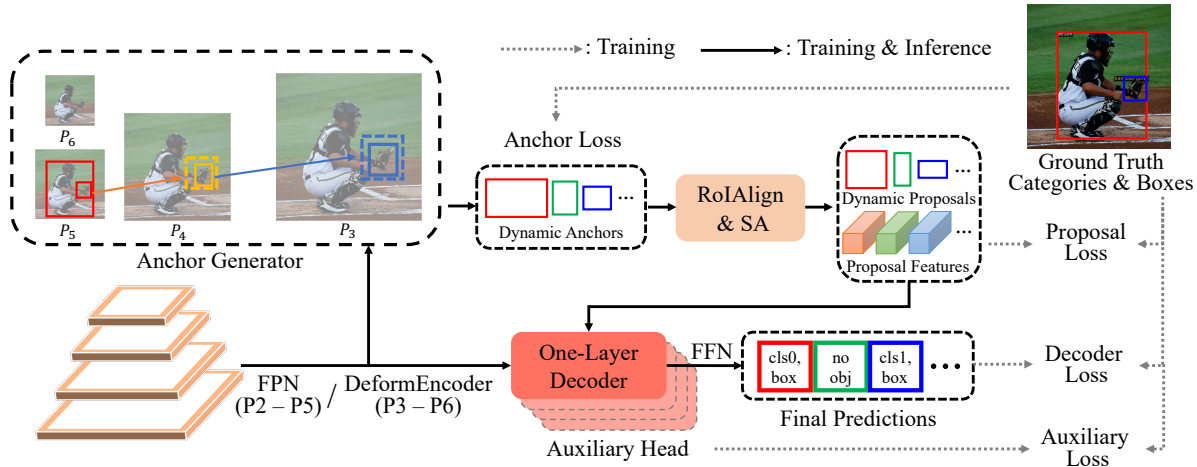 : Training
: Training & Inference
P6
P5
P4
P3
Anchor Generator
Anchor Loss
Dynamic Anchors
RoIAlign
& SA
Dynamic Proposals
Proposal Features
Ground Truth
Categories & Boxes
Proposal
Loss
FPN
(P2 – P5)
/
DeformEncoder
(P3 – P6)
One-Layer
Decoder
FFN
cls0,
box
no
obj
cls1,
box
Final Predictions
Decoder
Loss
Auxiliary Head
Auxiliary
Loss